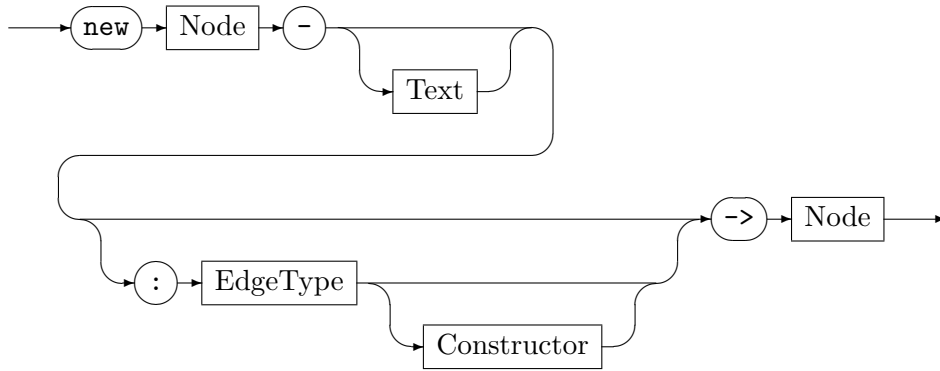 new Node -
Text
-> Node
: EdgeType
Constructor